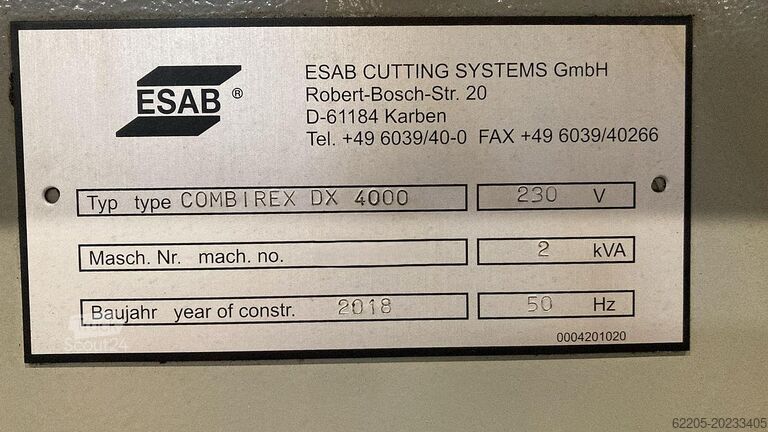 ESAB®
ESAB CUTTING SYSTEMS GmbH
Robert-Bosch-Str. 20
D-61184 Karben
Tel. +49 6039/40-0 FAX +49 6039/40266
Typ type COMBIREX DX 4000 230 V
Masch. Nr. mach. no. 2 kVA
Baujahr year of constr. 2018 50 Hz
0004201020
Scout24
62205-20233405